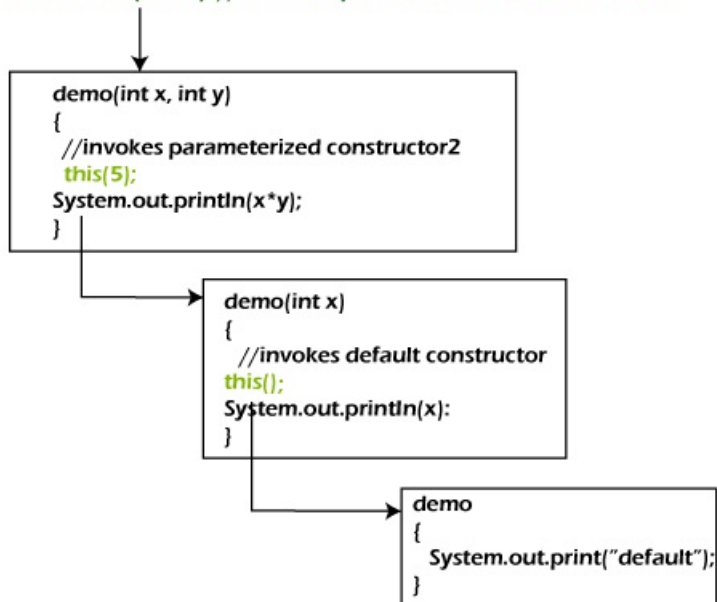 demo(int x, int y)
{
//invokes parameterized constructor2
this(5);
System.out.println(x*y);
}
demo(int x)
{
//invokes default constructor
this();
System.out.println(x):
}
demo
{
System.out.print("default");
}